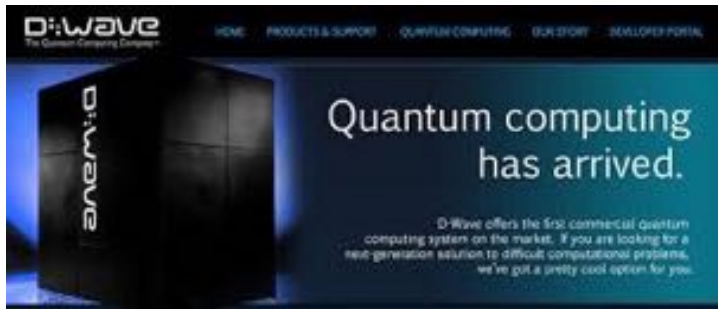 D:Wave
The Quantum Computing Company™
HOME PRODUCTS & SUPPORT QUANTUM COMPUTING OUR STORY DEVELOPER PORTAL
D:Wave
Quantum computing
has arrived.
D-Wave offers the first commercial quantum
computing system on the market. If you are looking for a
next-generation solution to difficult computational problems,
we've got a pretty cool option for you.